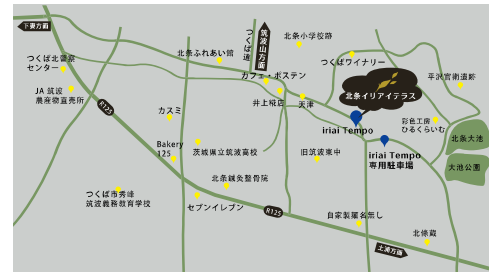 下妻方面
つくば道
筑波山方面
北条小学校跡
北条ふれあい館
つくばワイナリー
つくば北警察
センター
カフェ・ポステン
平沢官衙遺跡
JA 筑波
農産物直売所
井上糀店
天津
北条イリアイテラス
R125
カスミ
iriai Tempo
彩色工房
ひるくらいむ
北条大池
Bakery
125
茨城県立筑波高校
旧筑波東中
iriai Tempo
専用駐車場
大池公園
北条鍼灸整骨院
つくば市秀峰
筑波義務教育学校
セブンイレブン
R125
自家製麺名無し
北條蔵
土浦方面